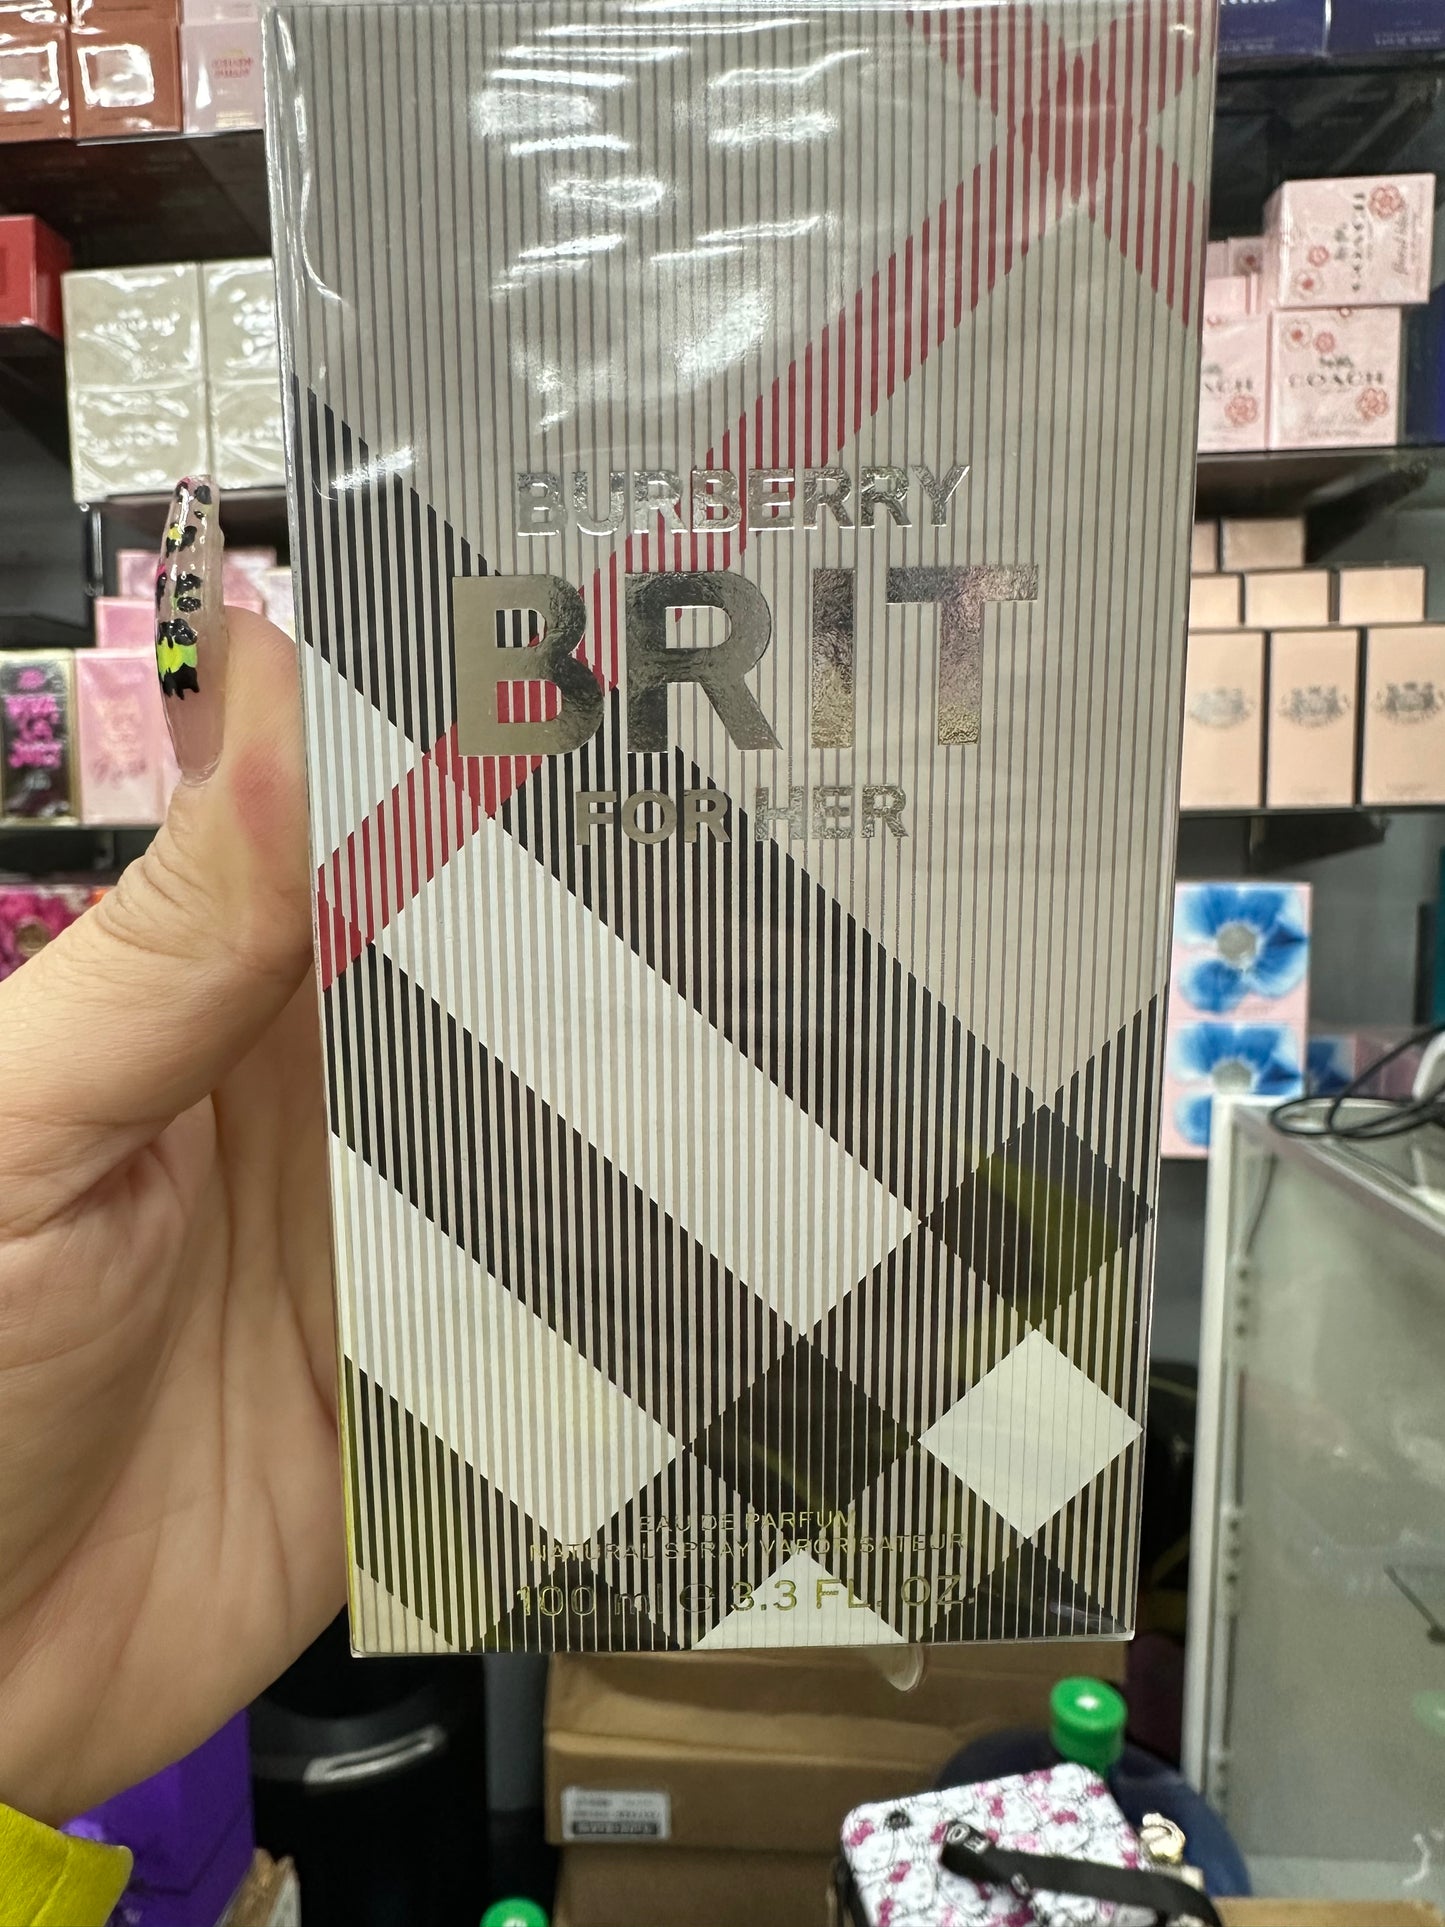 BURBERRY
BRIT
FOR HER
EAU DE PARFUM
NATURAL SPRAY VAPORISATEUR
100 ml e 3.3 FL. OZ.
COACH
COACH